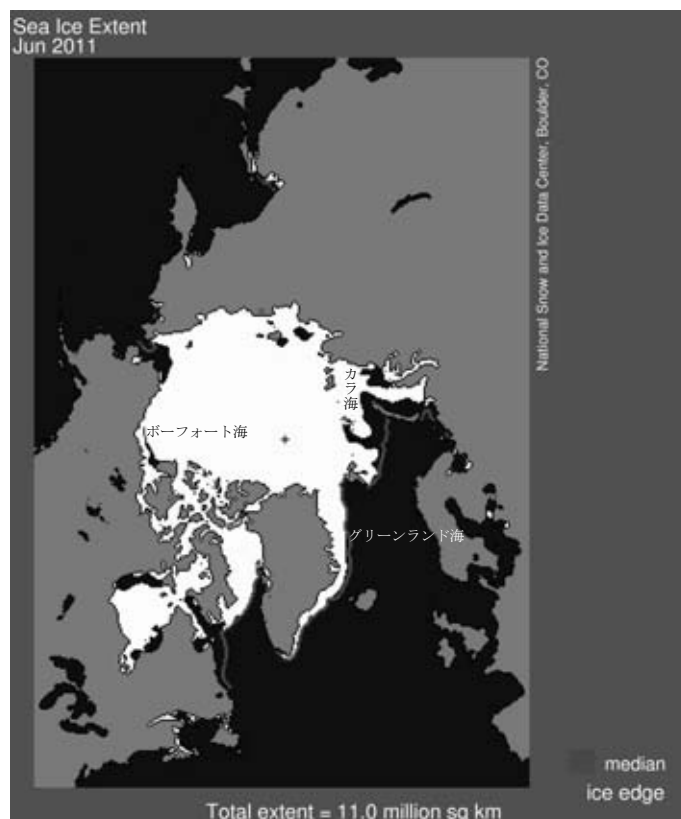 Sea Ice Extent
Jun 2011
National Snow and Ice Data Center, Boulder, CO
カラ海
ボーフォート海
グリーンランド海
median
ice edge
Total extent = 11.0 million sq km